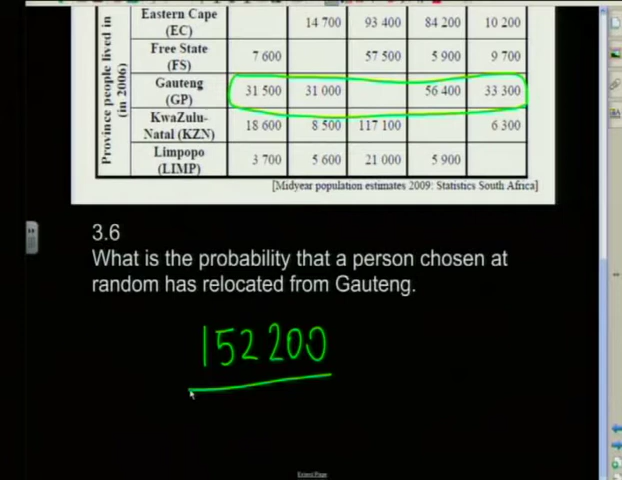 Province people lived in
(in 2006)
Eastern Cape
(EC)
14 700 93 400 84 200 10 200
Free State
(FS)
7 600 57 500 5 900 9 700
Gauteng
(GP)
31 500 31 000 56 400 33 300
KwaZulu-
Natal (KZN)
18 600 8 500 117 100 6 300
Limpopo
(LIMP)
3 700 5 600 21 000 5 900
[Midyear population estimates 2009: Statistics South Africa]
3.6
What is the probability that a person chosen at
random has relocated from Gauteng.
152 200
Extend Page